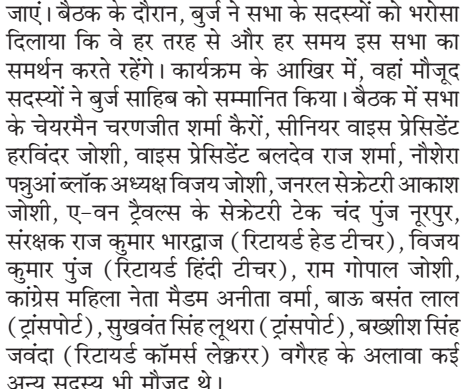 जाएं। बैठक के दौरान, बुर्ज ने सभा के सदस्यों को भरोसा
दिलाया कि वे हर तरह से और हर समय इस सभा का
समर्थन करते रहेंगे। कार्यक्रम के आखिर में, वहां मौजूद
सदस्यों ने बुर्ज साहिब को सम्मानित किया। बैठक में सभा
के चेयरमैन चरणजीत शर्मा कैरों, सीनियर वाइस प्रेसिडेंट
हरविंदर जोशी, वाइस प्रेसिडेंट बलदेव राज शर्मा, नौशेरा
पन्नुआं ब्लॉक अध्यक्ष विजय जोशी, जनरल सेक्रेटरी आकाश
जोशी, ए-वन ट्रैवल्स के सेक्रेटरी टेक चंद पुंज नूरपुर,
संरक्षक राज कुमार भारद्वाज (रिटायर्ड हेड टीचर), विजय
कुमार पुंज (रिटायर्ड हिंदी टीचर), राम गोपाल जोशी,
कांग्रेस महिला नेता मैडम अनीता वर्मा, बाऊ बसंत लाल
(ट्रांसपोर्ट), सुखवंत सिंह लूथरा (ट्रांसपोर्ट), बख्शीश सिंह
जवंदा (रिटायर्ड कॉमर्स लेक्चरर) वगैरह के अलावा कई
अन्य सदस्य भी मौजूद थे।